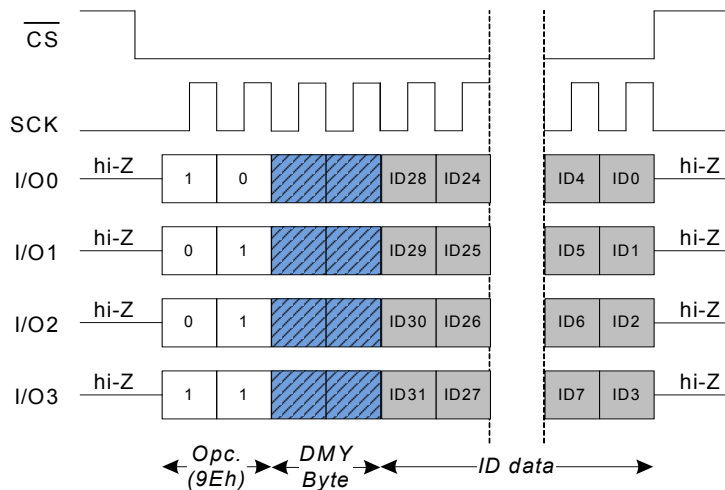 CS
SCK
hi-Z 1 0 ID28 ID24 ID4 ID0 hi-Z
I/O0
hi-Z 0 1 ID29 ID25 ID5 ID1 hi-Z
I/O1
hi-Z 0 1 ID30 ID26 ID6 ID2 hi-Z
I/O2
hi-Z 1 1 ID31 ID27 ID7 ID3 hi-Z
I/O3
Opc. DMY ID data
(9Eh) Byte